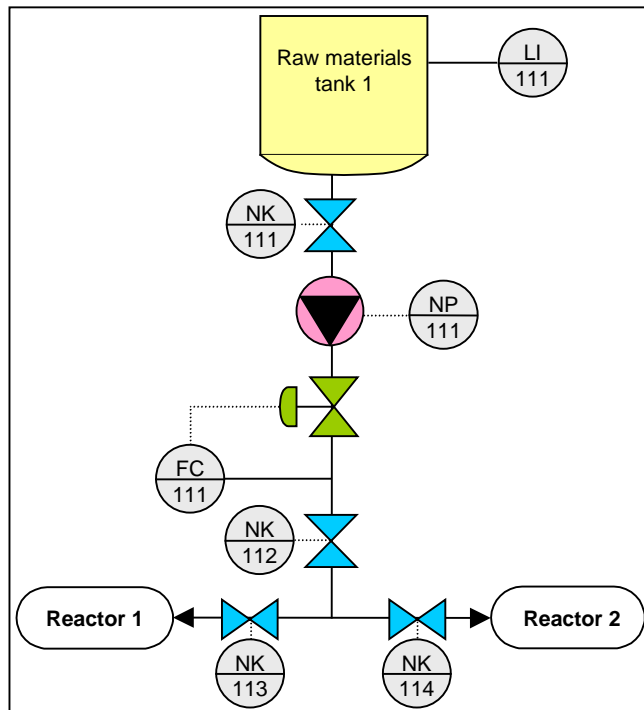 Raw materials
tank 1
LI
111
NK
111
NP
111
FC
111
NK
112
Reactor 1
Reactor 2
NK
113
NK
114